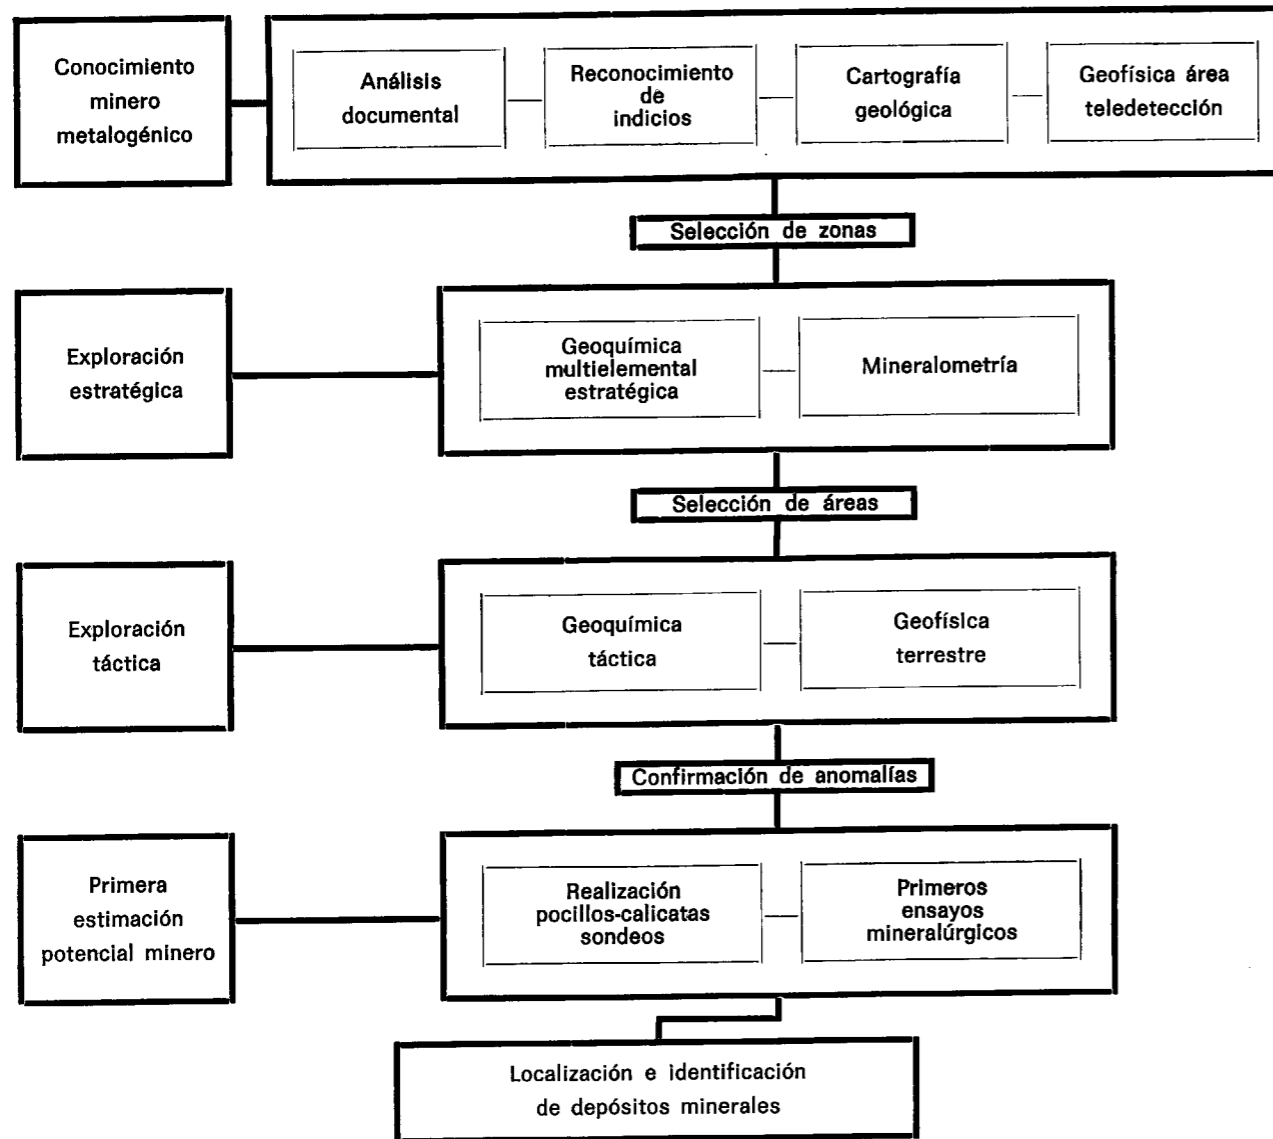 Conocimiento
minero
metalogénico
Análisis
documental
Reconocimiento
de
indicios
Cartografía
geológica
Geofísica área
teledetección
Selección de zonas
Exploración
estratégica
Geoquímica
multielemental
estratégica
Mineralometría
Selección de áreas
Exploración
táctica
Geoquímica
táctica
Geofísica
terrestre
Confirmación de anomalías
Primera
estimación
potencial minero
Realización
pocillos-calicatas
sondeos
Primeros
ensayos
mineralúrgicos
Localización e identificación
de depósitos minerales